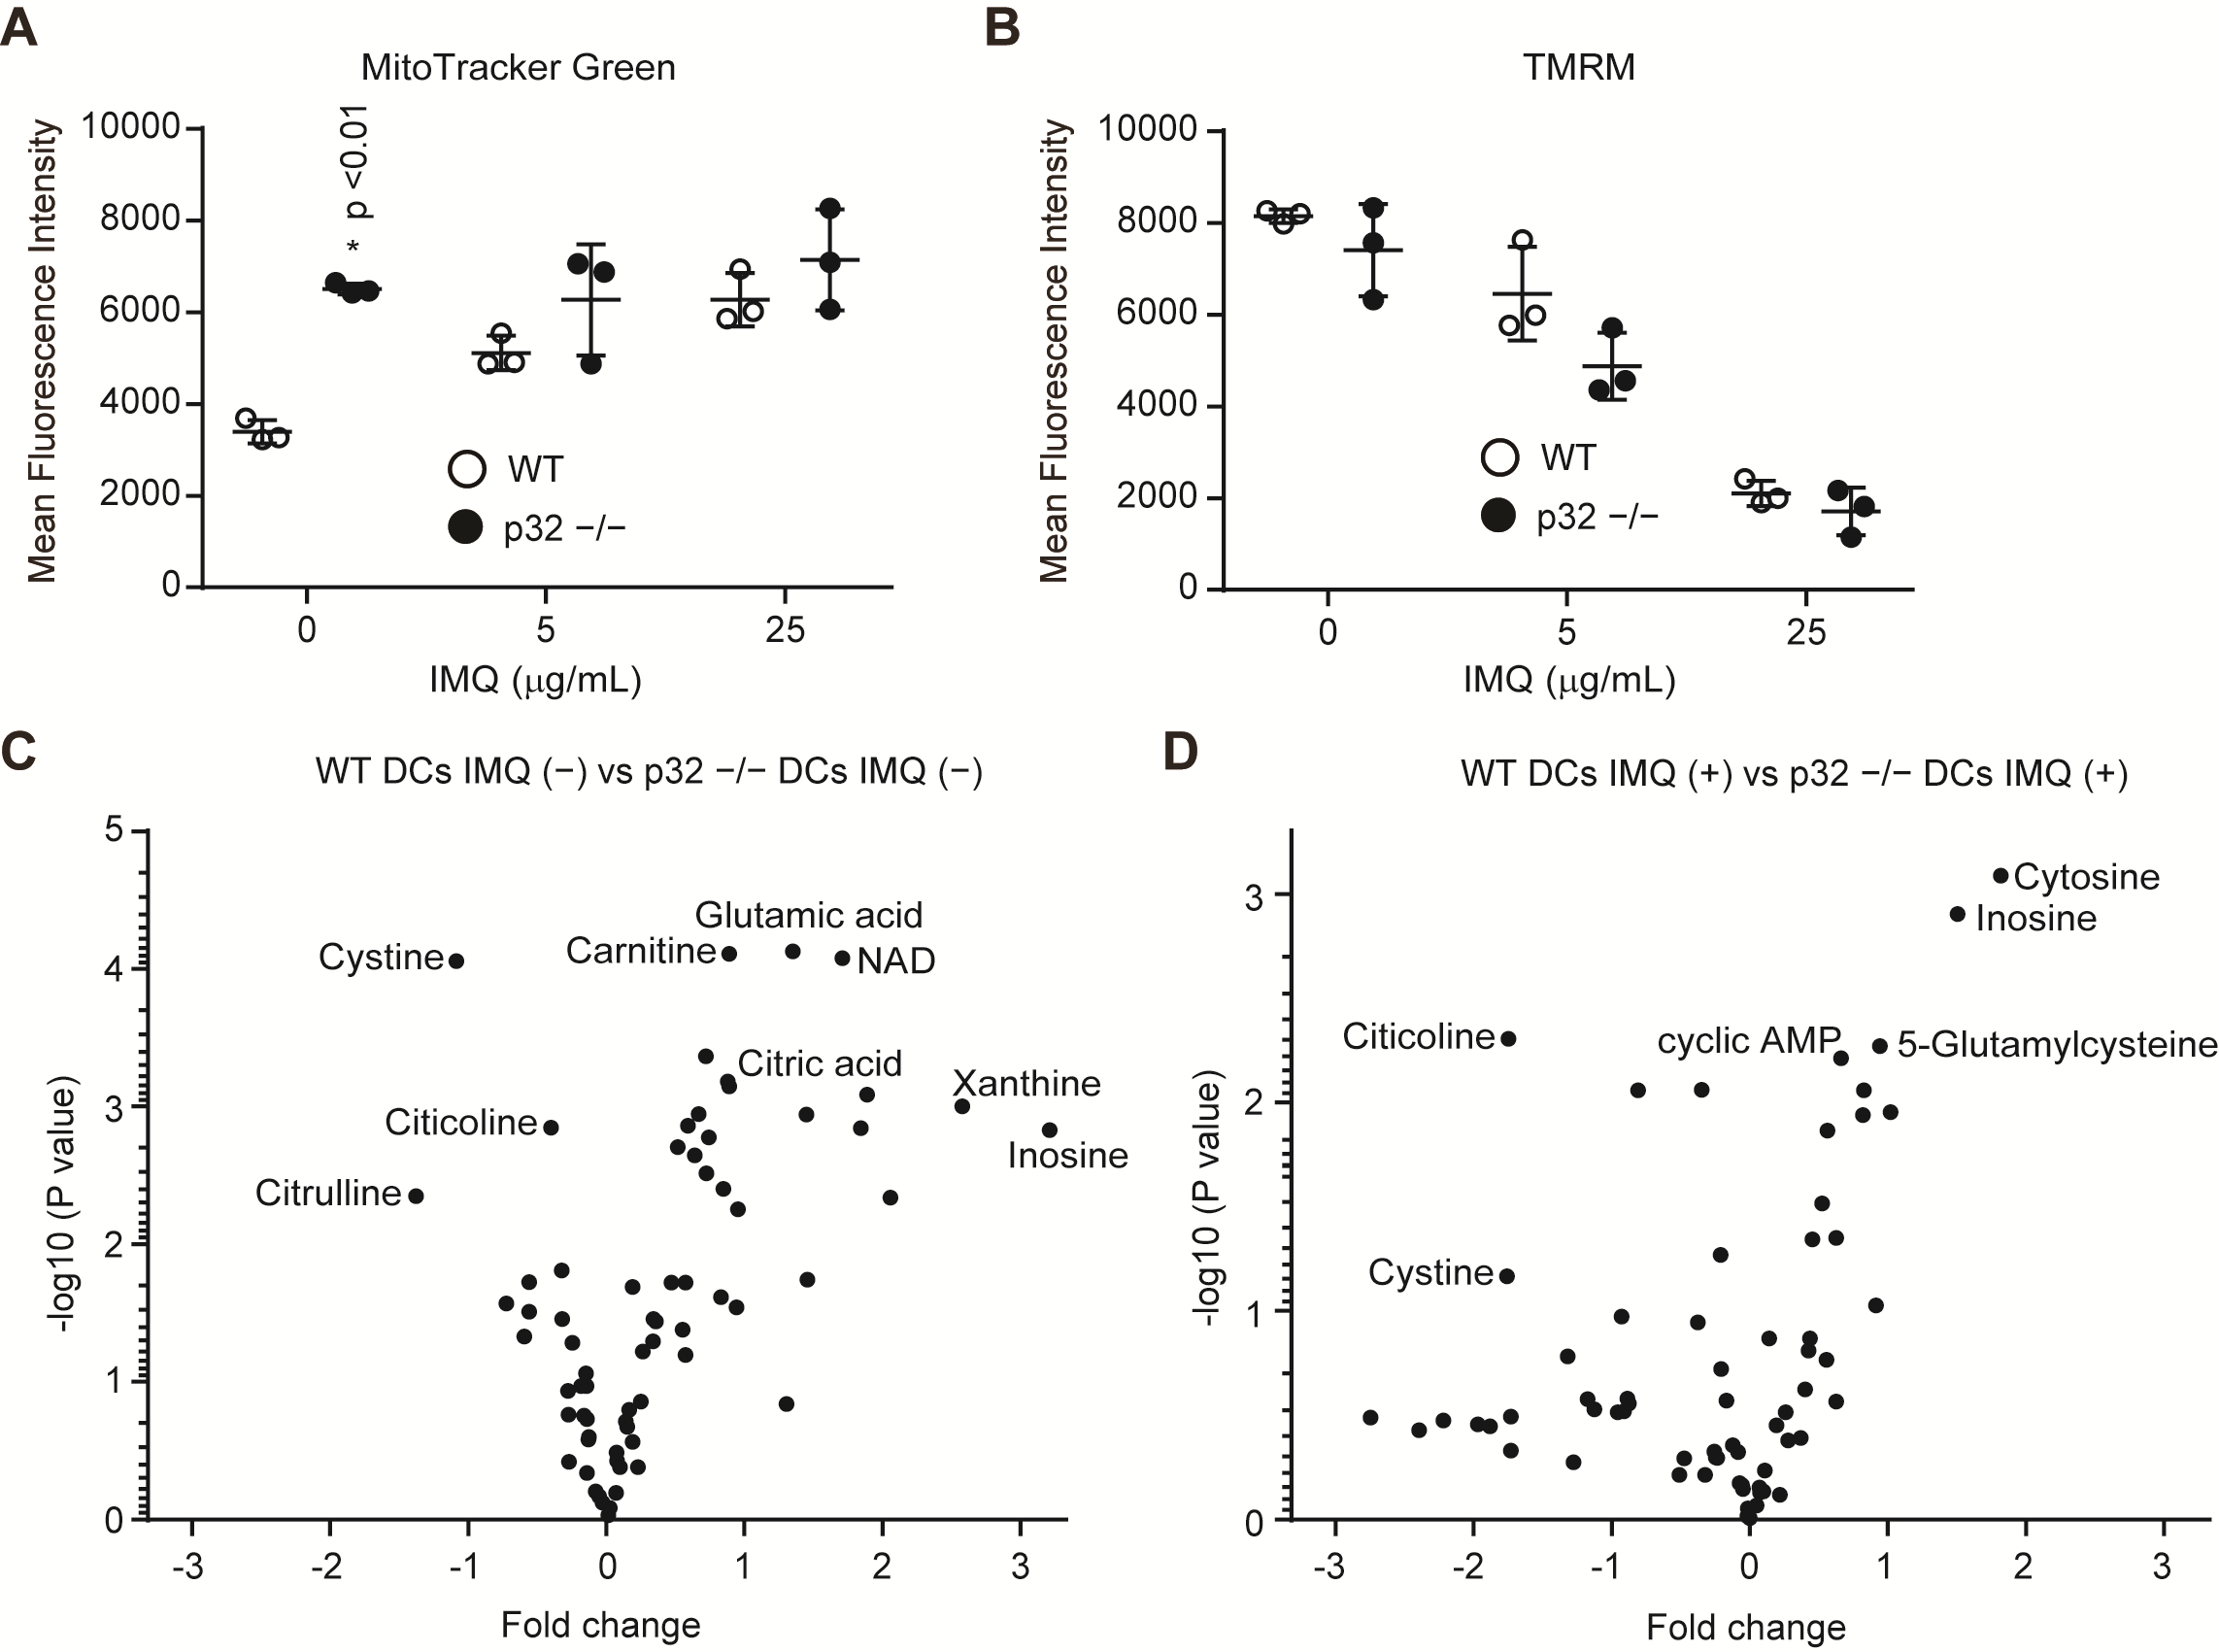 A
MitoTracker Green
Mean Fluorescence Intensity
10000
8000
6000
4000
2000
0
p <0.01
*
WT
p32 −/−
0 5 25
IMQ (μg/mL)
B
TMRM
Mean Fluorescence Intensity
10000
8000
6000
4000
2000
0
WT
p32 −/−
0 5 25
IMQ (μg/mL)
C
WT DCs IMQ (−) vs p32 −/− DCs IMQ (−)
-log10 (P value)
5
4
3
2
1
0
Glutamic acid
Cystine
Carnitine
NAD
Citric acid
Xanthine
Citicoline
Inosine
Citrulline
-3 -2 -1 0 1 2 3
Fold change
D
WT DCs IMQ (+) vs p32 −/− DCs IMQ (+)
-log10 (P value)
3
2
1
0
Cytosine
Inosine
Citicoline
cyclic AMP
5-Glutamylcysteine
Cystine
-3 -2 -1 0 1 2 3
Fold change